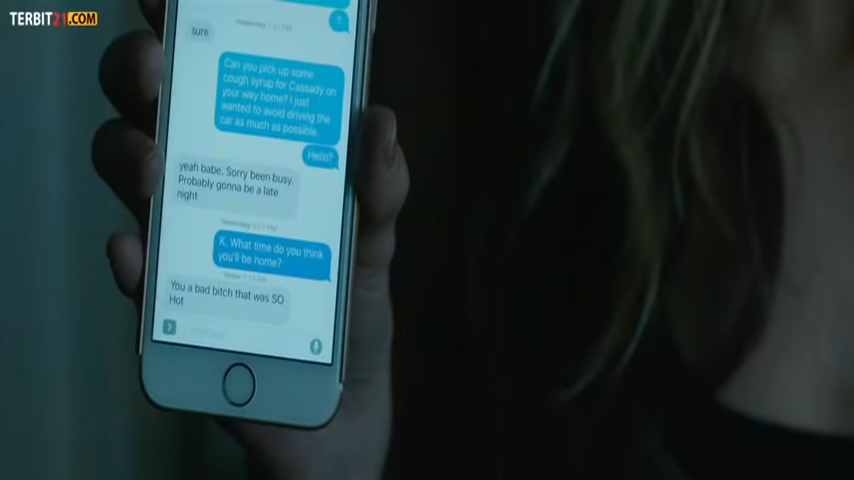 TERBIT21.COM
?
sure
Can you pick up some
cough syrup for Cassady on
your way home? I just
wanted to avoid driving the
car as much as possible.
Hello?
yeah babe. Sorry been busy.
Probably gonna be a late
night
K. What time do you think
you'll be home?
You a bad bitch that was SO
Hot